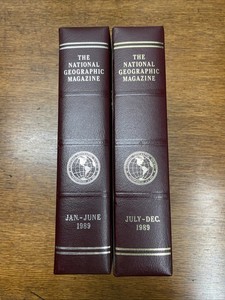 THE
NATIONAL
GEOGRAPHIC
MAGAZINE
JAN.-JUNE
1989
THE
NATIONAL
GEOGRAPHIC
MAGAZINE
JULY-DEC.
1989